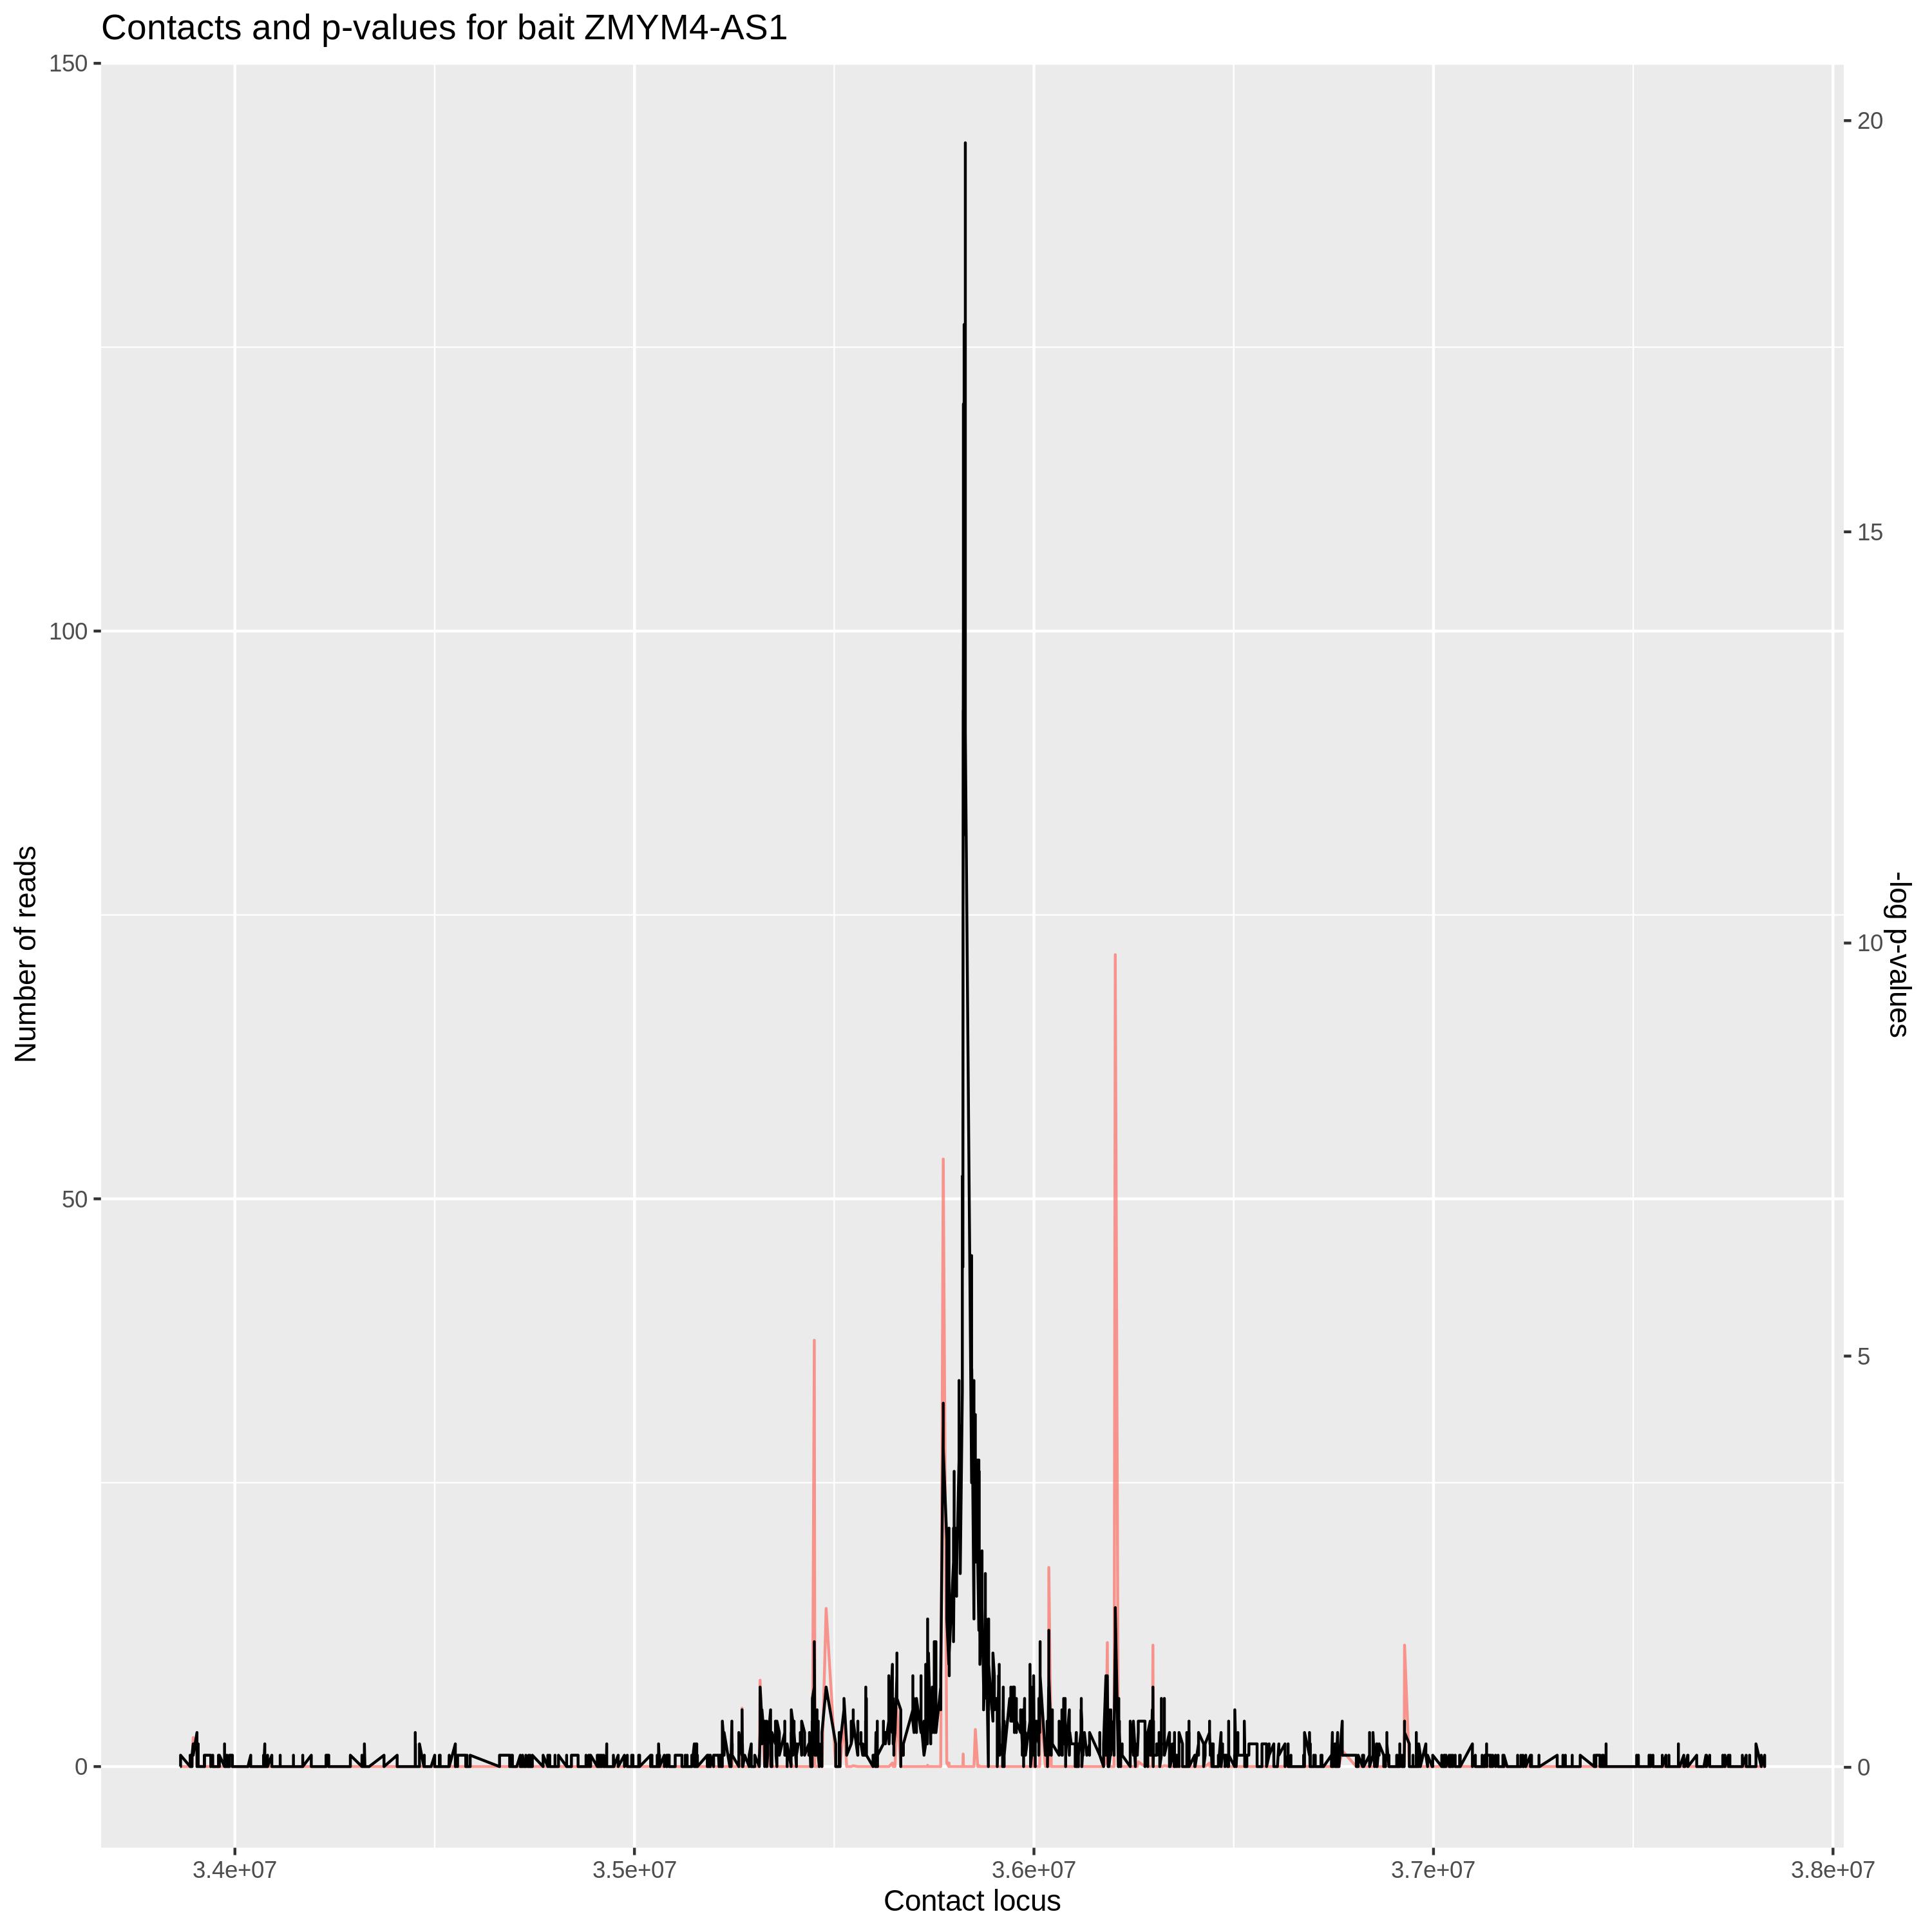 Contacts and p-values for bait ZMYM4-AS1
150
100
50
0
Number of reads
20
15
10
5
0
-log p-values
3.4e+07
3.5e+07
3.6e+07
3.7e+07
3.8e+07
Contact locus